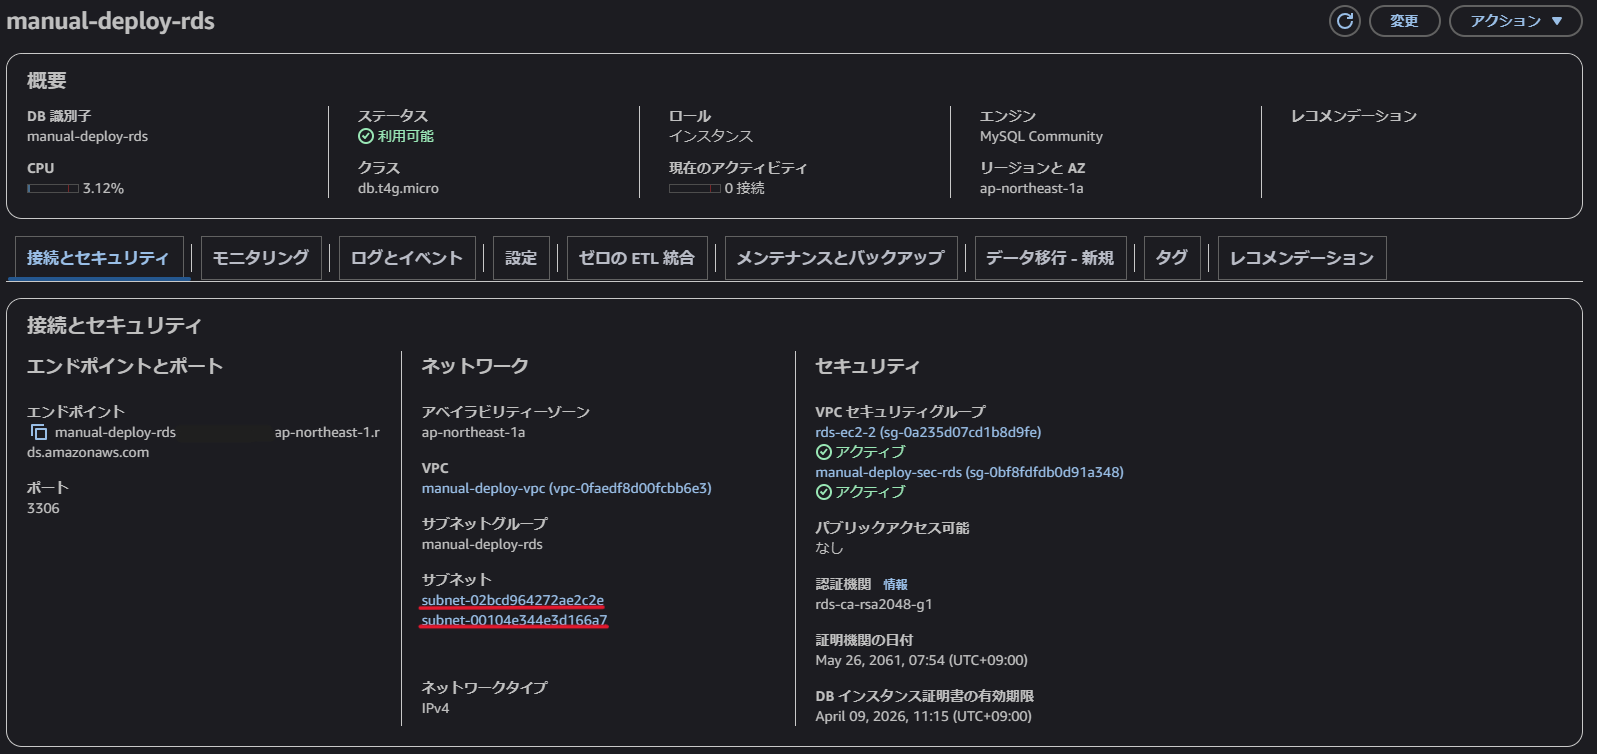 manual-deploy-rds
変更
アクション ▼
概要
DB 識別子
manual-deploy-rds
CPU
3.12%
ステータス
利用可能
クラス
db.t4g.micro
ロール
インスタンス
現在のアクティビティ
0 接続
エンジン
MySQL Community
リージョンと AZ
ap-northeast-1a
レコメンデーション
接続とセキュリティ
モニタリング
ログとイベント
設定
ゼロの ETL 統合
メンテナンスとバックアップ
データ移行 - 新規
タグ
レコメンデーション
接続とセキュリティ
エンドポイントとポート
エンドポイント
manual-deploy-rds ap-northeast-1.r
ds.amazonaws.com
ポート
3306
ネットワーク
アベイラビリティーゾーン
ap-northeast-1a
VPC
manual-deploy-vpc (vpc-0faedf8d00fcbb6e3)
サブネットグループ
manual-deploy-rds
サブネット
subnet-02bcd964272ae2c2e
subnet-00104e344e3d166a7
ネットワークタイプ
IPv4
セキュリティ
VPC セキュリティグループ
rds-ec2-2 (sg-0a235d07cd1b8d9fe)
アクティブ
manual-deploy-sec-rds (sg-0bf8fdfdb0d91a348)
アクティブ
パブリックアクセス可能
なし
認証機関 情報
rds-ca-rsa2048-g1
証明機関の日付
May 26, 2061, 07:54 (UTC+09:00)
DB インスタンス証明書の有効期限
April 09, 2026, 11:15 (UTC+09:00)